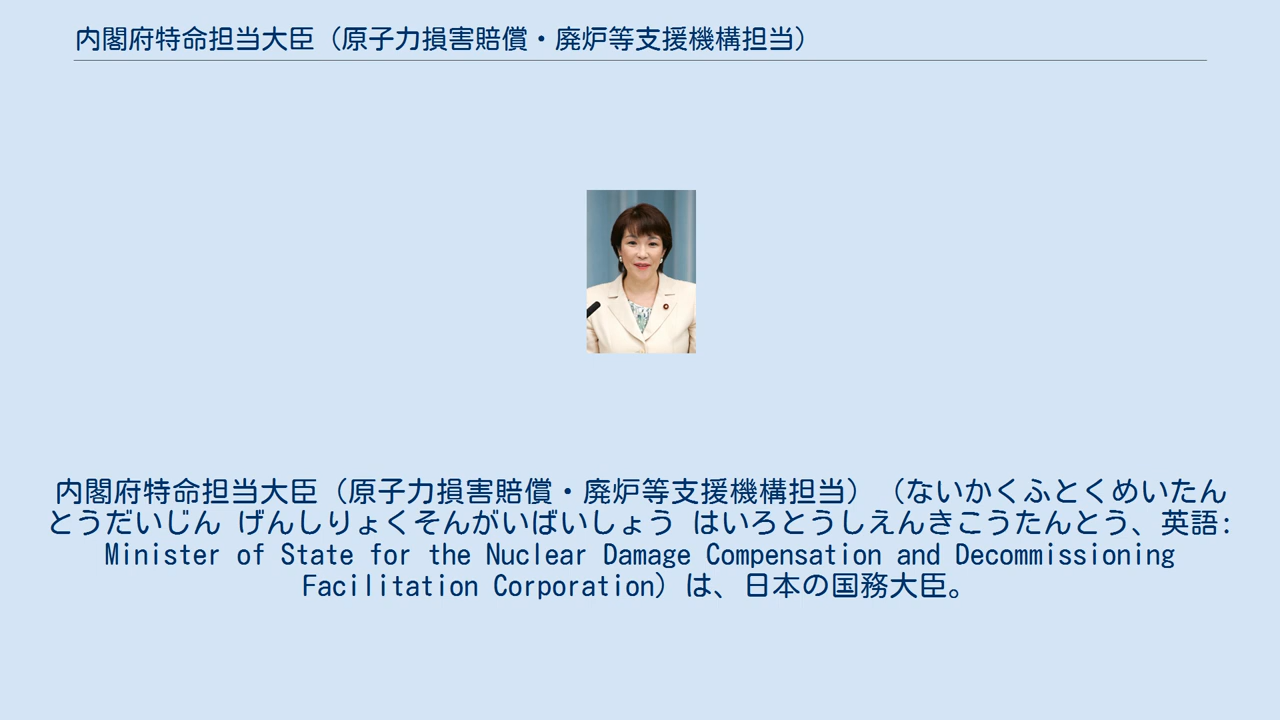 内閣府特命担当大臣（原子力損害賠償・廃炉等支援機構担当）
内閣府特命担当大臣（原子力損害賠償・廃炉等支援機構担当）（ないかくふとくめいたん
とうだいじん げんしりょくそんがいばいしょう はいろとうしえんきこうたんとう、英語:
Minister of State for the Nuclear Damage Compensation and Decommissioning
Facilitation Corporation）は、日本の国務大臣。